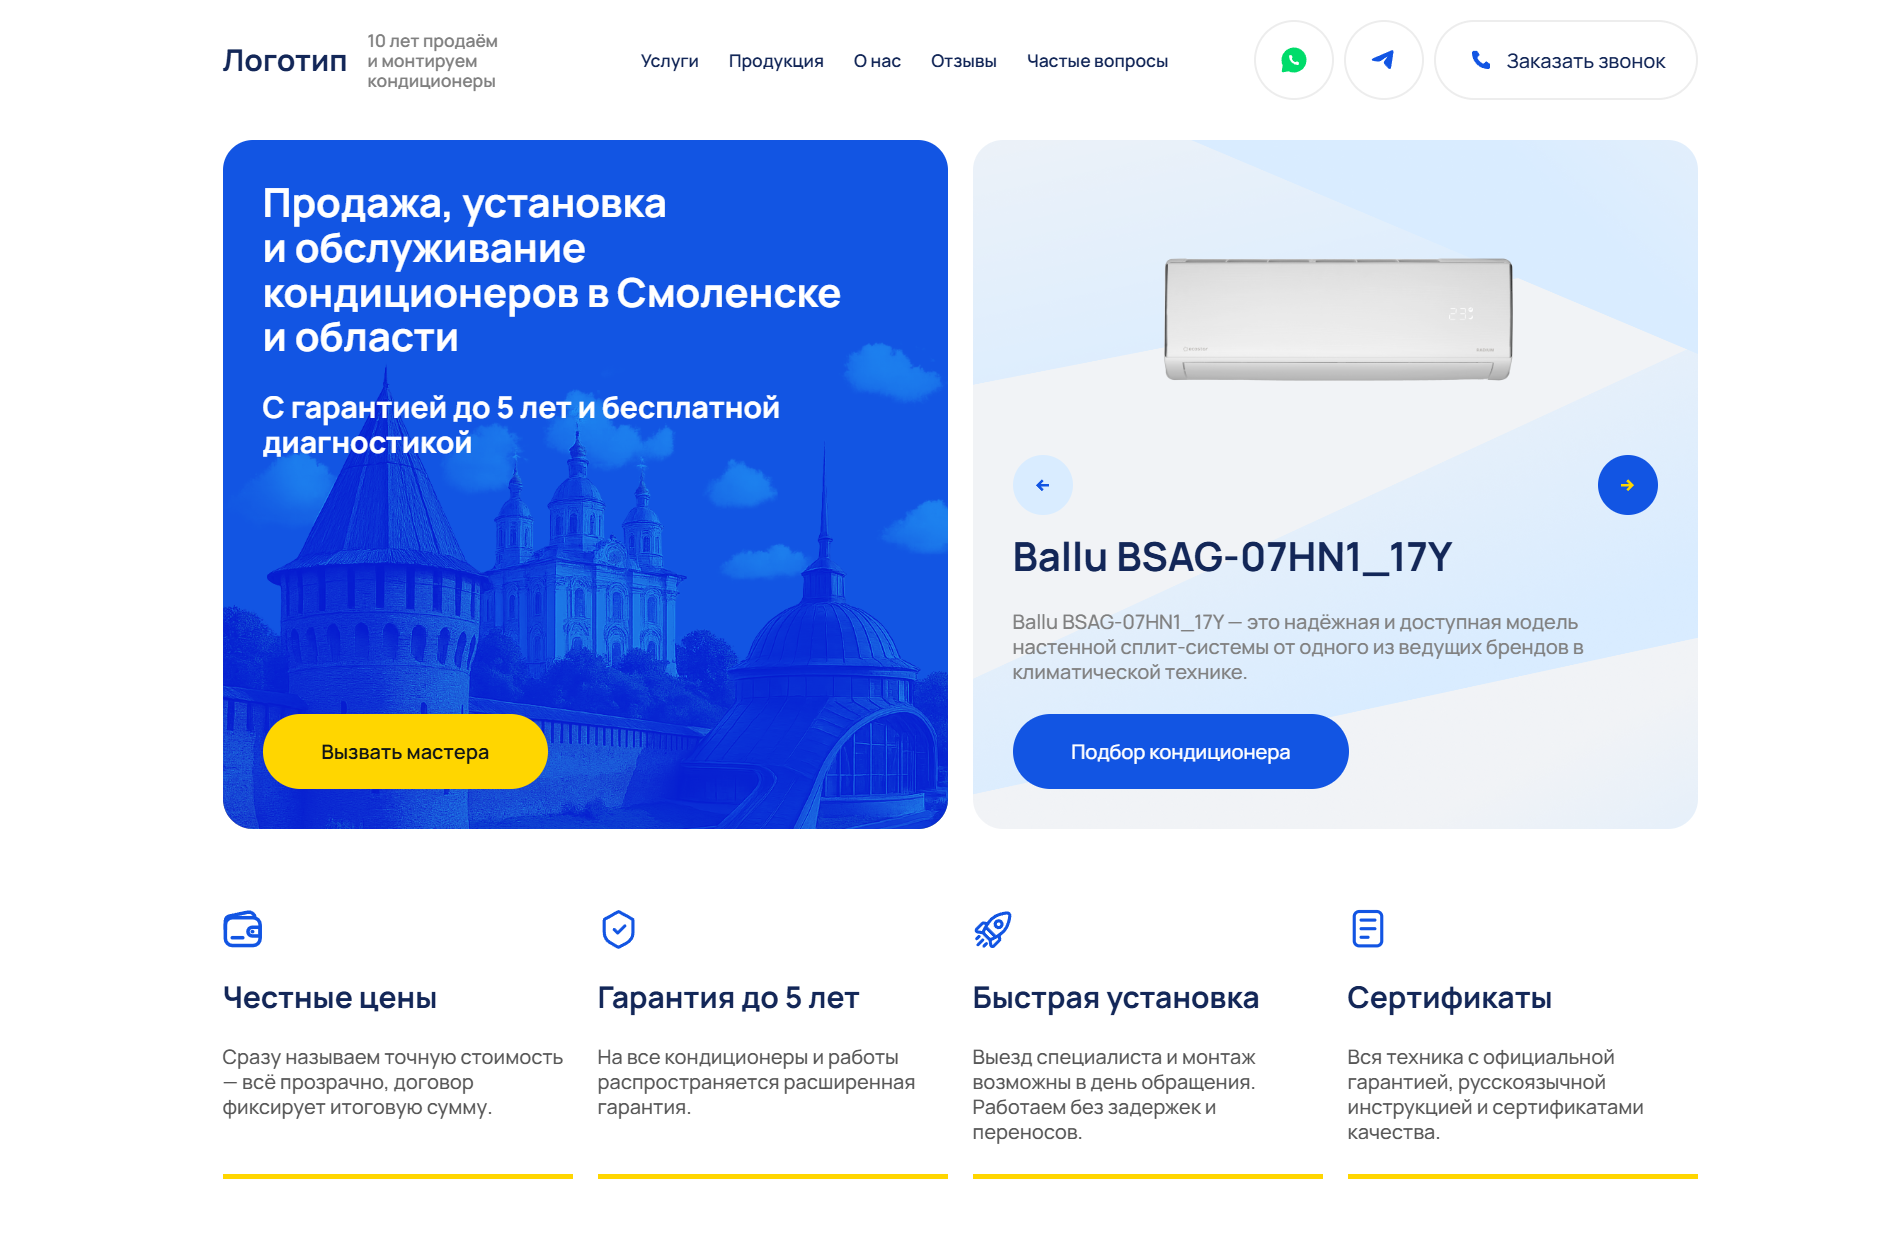 Логотип
10 лет продаём
и монтируем
кондиционеры
Услуги
Продукция
О нас
Отзывы
Частые вопросы
Заказать звонок
Продажа, установка
и обслуживание
кондиционеров в Смоленске
и области
С гарантией до 5 лет и бесплатной
диагностикой
Вызвать мастера
23
Ballu BSAG-07HN1_17Y
Ballu BSAG-07HN1_17Y — это надёжная и доступная модель
настенной сплит-системы от одного из ведущих брендов в
климатической технике.
Подбор кондиционера
Честные цены
Сразу называем точную стоимость
— всё прозрачно, договор
фиксирует итоговую сумму.
Гарантия до 5 лет
На все кондиционеры и работы
распространяется расширенная
гарантия.
Быстрая установка
Выезд специалиста и монтаж
возможны в день обращения.
Работаем без задержек и
переносов.
Сертификаты
Вся техника с официальной
гарантией, русскоязычной
инструкцией и сертификатами
качества.